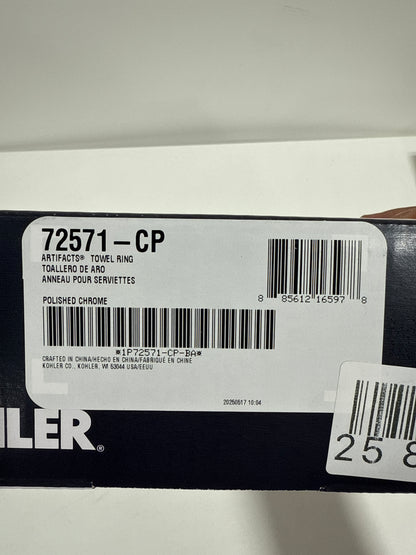 72571-CP
ARTIFACTS® TOWEL RING
TOALLERO DE ARO
ANNEAU POUR SERVIETTES
8 85612 16597 8
POLISHED CHROME
*1P72571-CP-BA*
CRAFTED IN CHINA/HECHO EN CHINA/FABRIQUÉ EN CHINE
KOHLER CO., KOHLER, WI 53044 USA/EEUU
20250517 10:04
HLER®
25 8